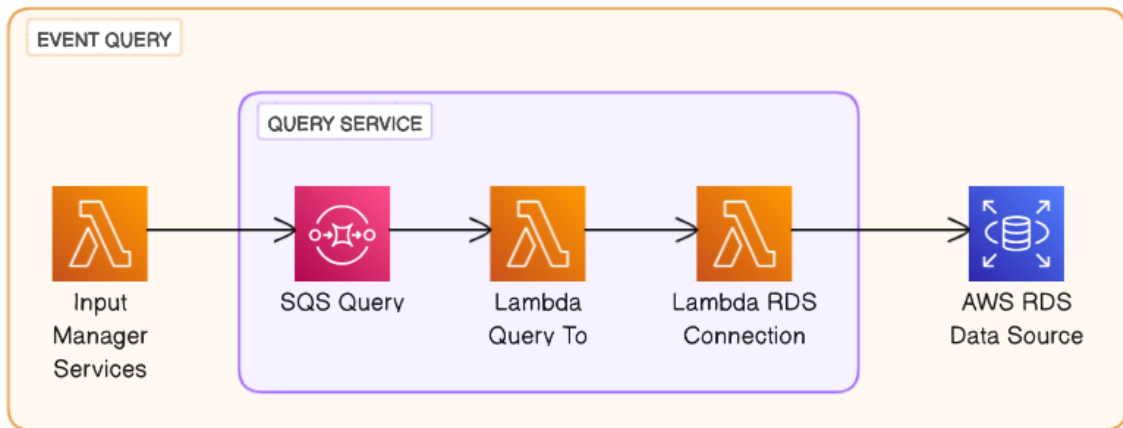 EVENT QUERY
QUERY SERVICE
Input
Manager
Services
SQS Query
Lambda
Query To
Lambda RDS
Connection
AWS RDS
Data Source